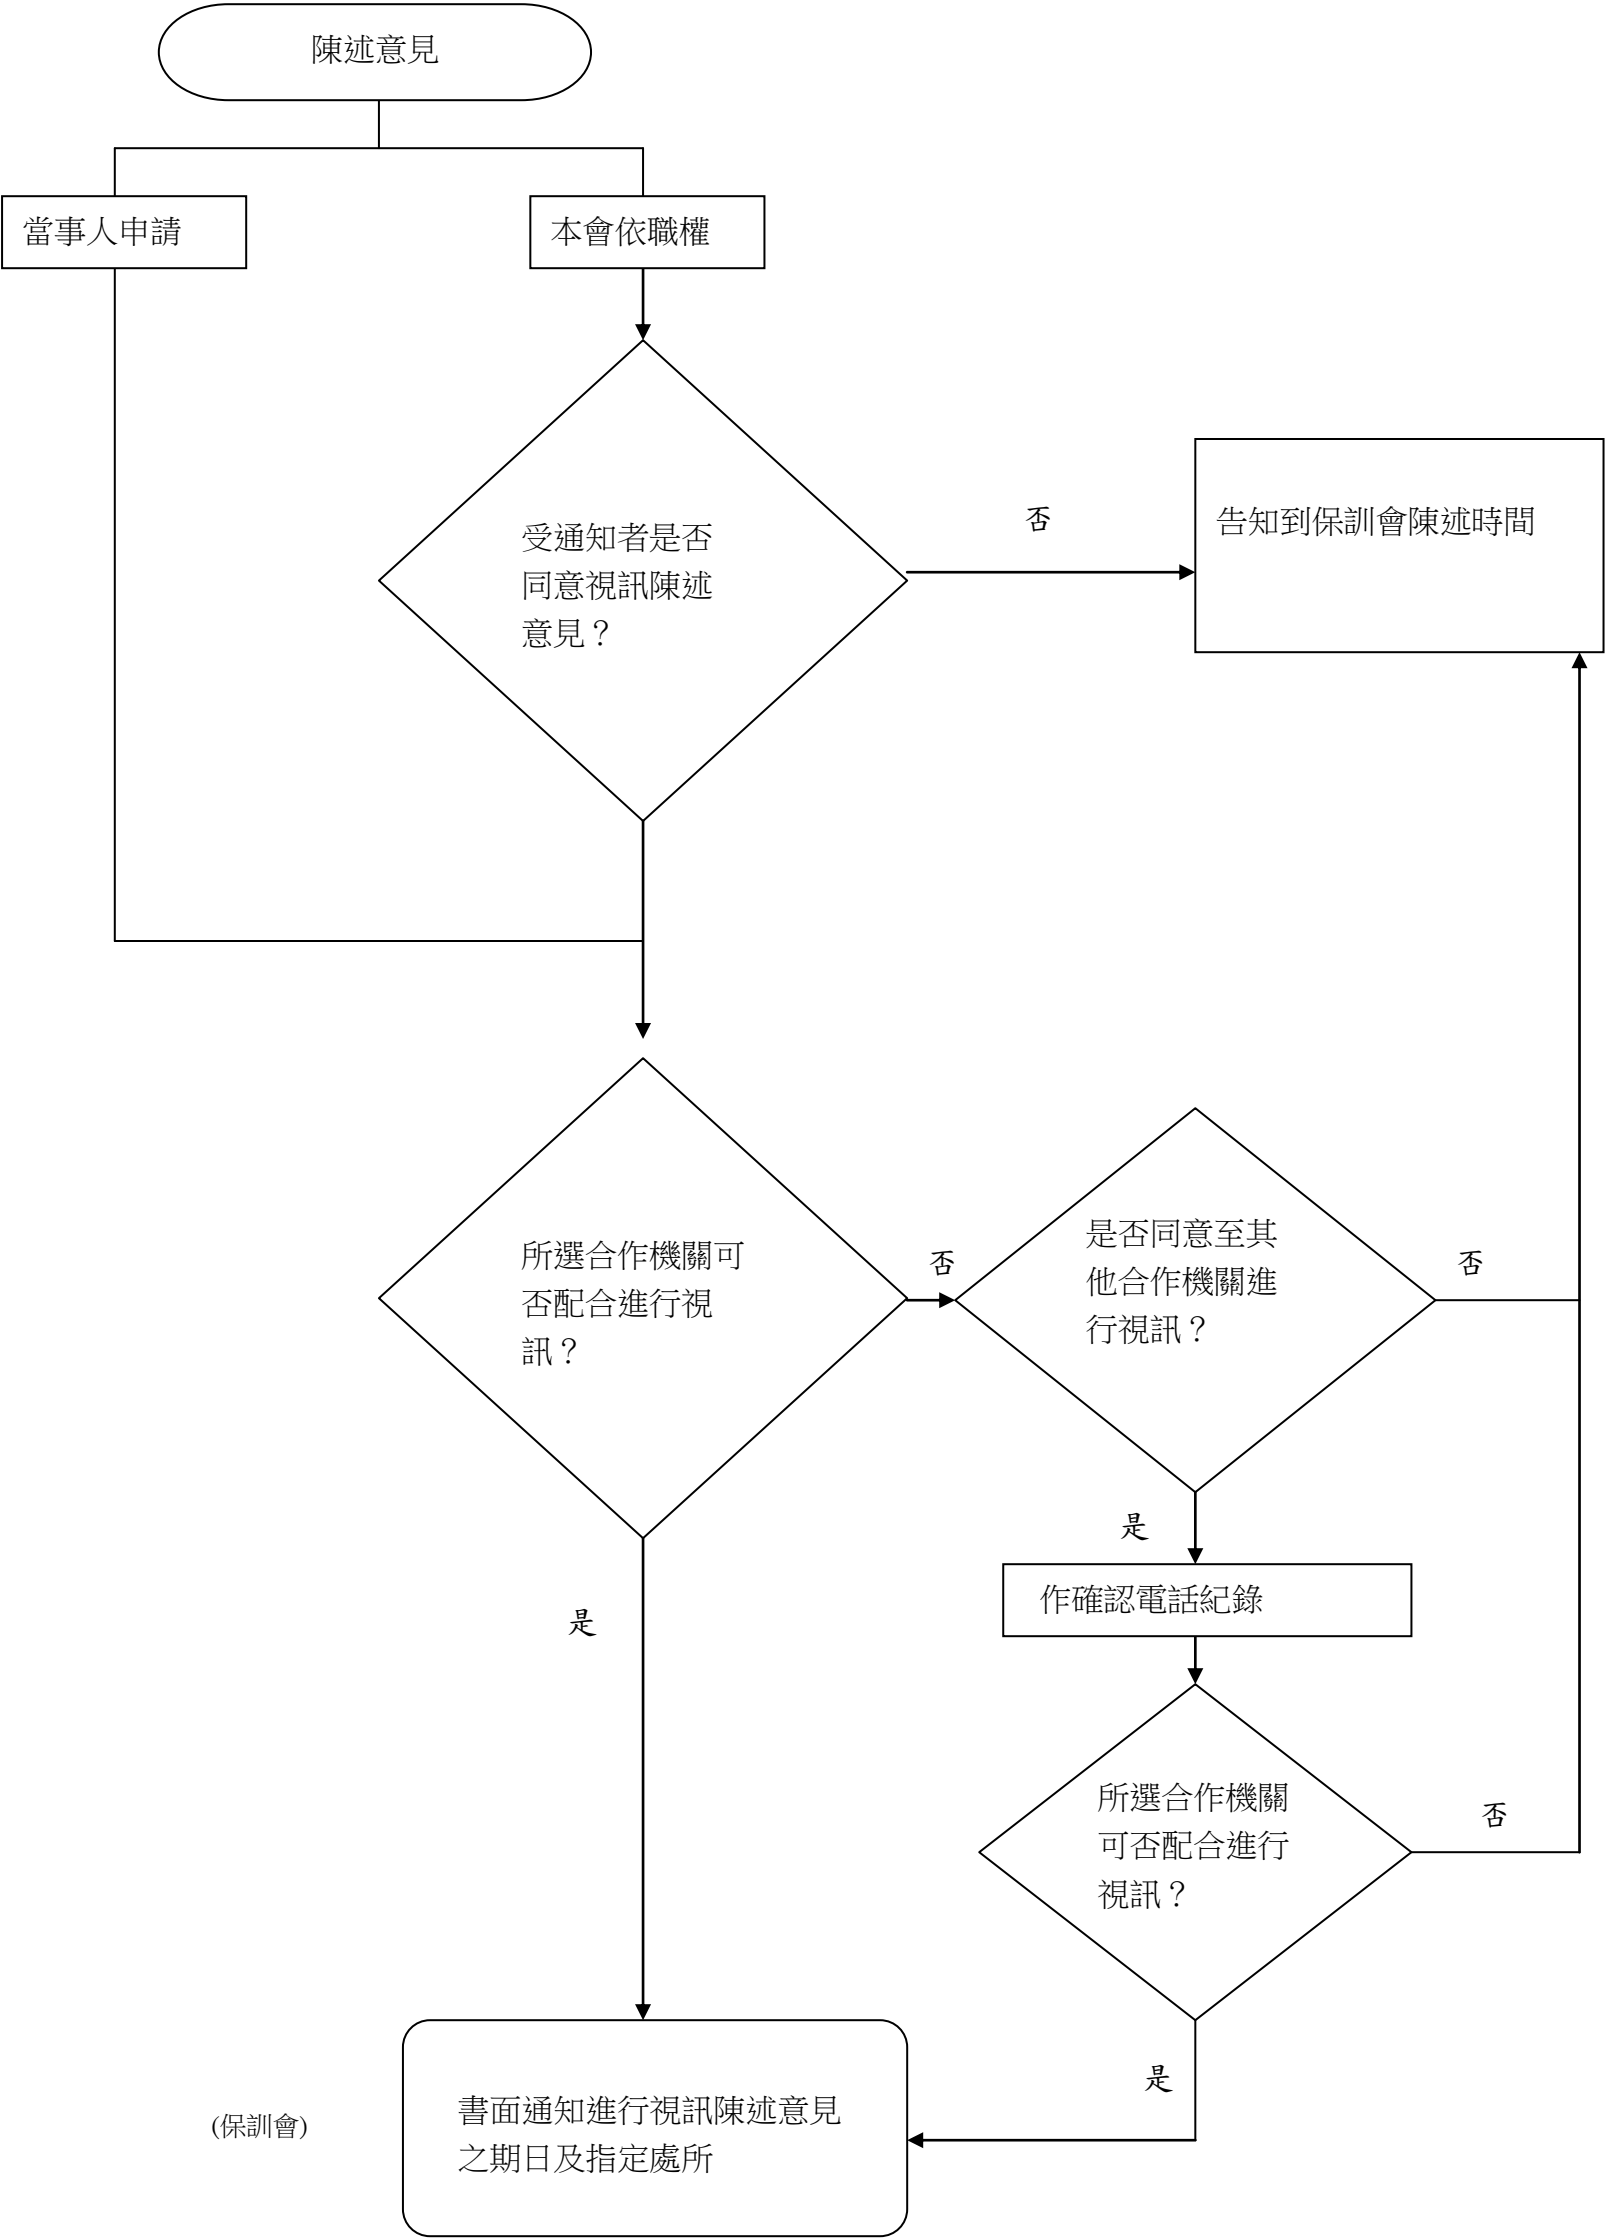 陳述意見
當事人申請
本會依職權
受通知者是否
同意視訊陳述
意見？
否
告知到保訓會陳述時間
所選合作機關可
否配合進行視
訊？
否
是否同意至其
他合作機關進
行視訊？
否
是
作確認電話紀錄
是
所選合作機關
可否配合進行
視訊？
否
是
(保訓會)
書面通知進行視訊陳述意見
之期日及指定處所